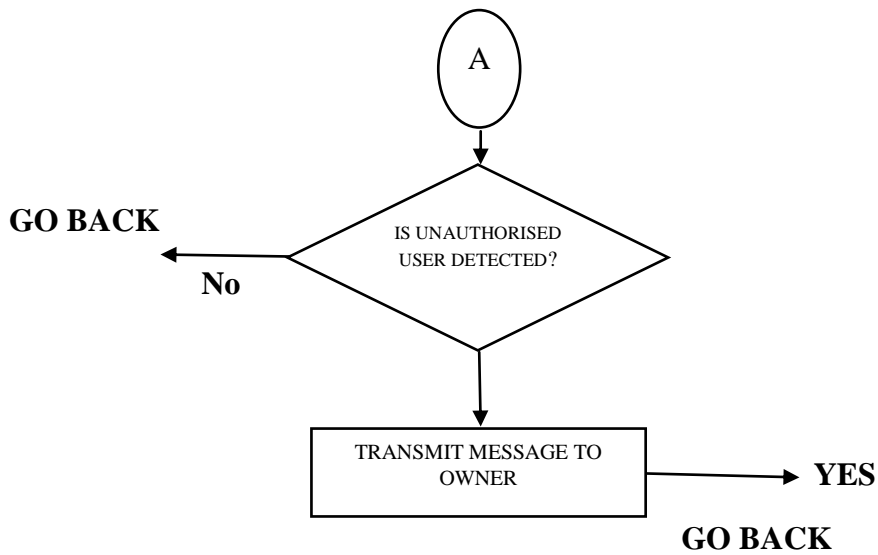 A
IS UNAUTHORISED
USER DETECTED?
GO BACK
No
TRANSMIT MESSAGE TO
OWNER
YES
GO BACK